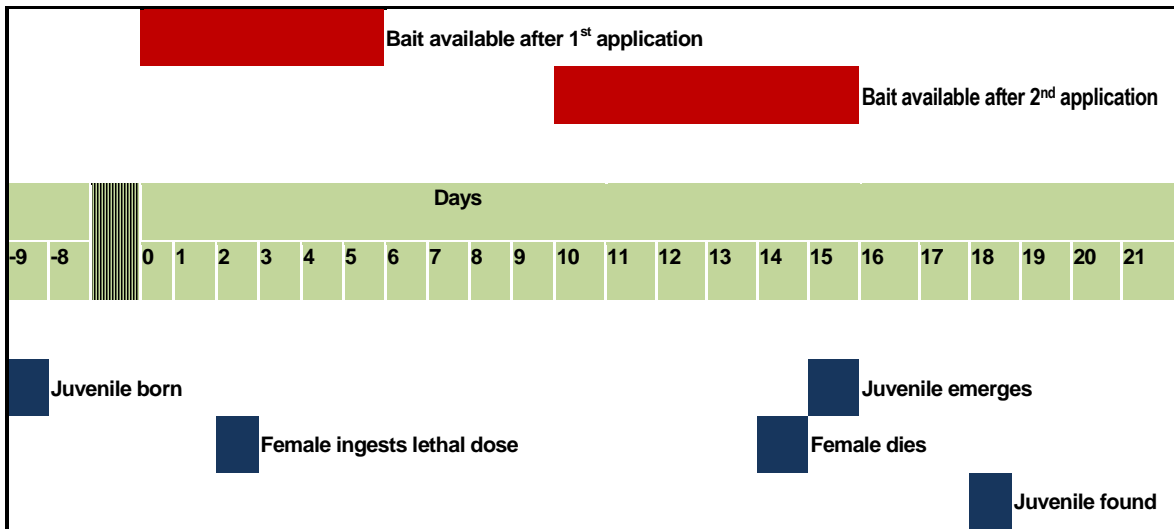 Bait available after 1st application
Bait available after 2nd application
Days
-9 -8 0 1 2 3 4 5 6 7 8 9 10 11 12 13 14 15 16 17 18 19 20 21
Juvenile born
Juvenile emerges
Female ingests lethal dose
Female dies
Juvenile found